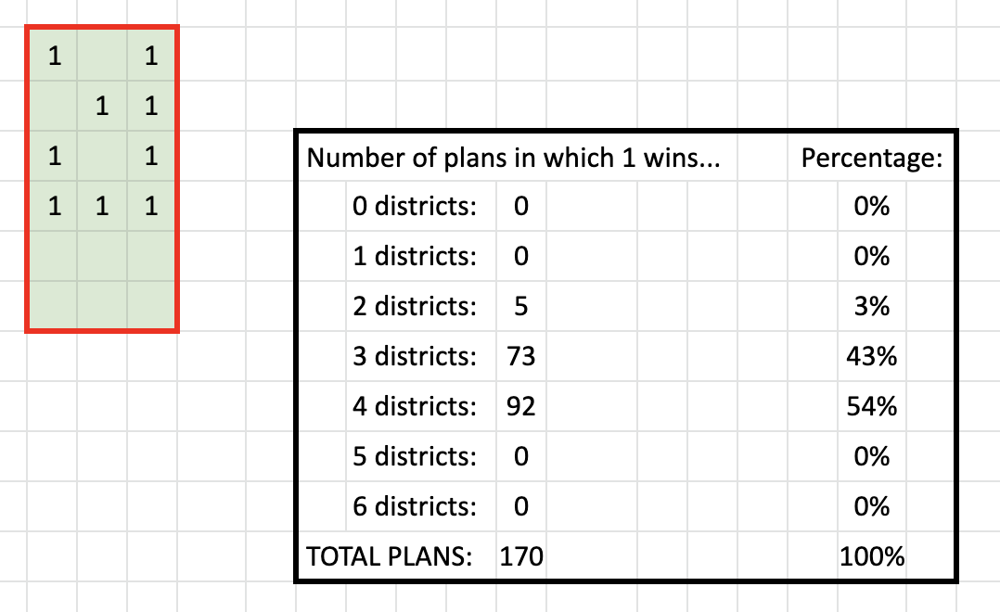 1 1
1 1
1 1
1 1 1
Number of plans in which 1 wins... Percentage:
0 districts: 0 0%
1 districts: 0 0%
2 districts: 5 3%
3 districts: 73 43%
4 districts: 92 54%
5 districts: 0 0%
6 districts: 0 0%
TOTAL PLANS: 170 100%